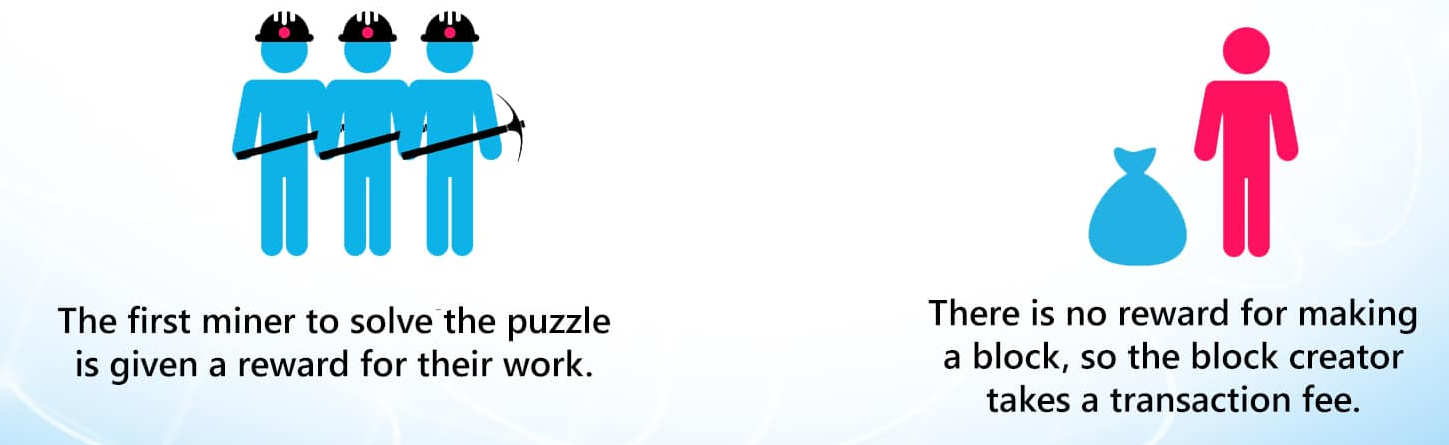 The first miner to solve the puzzle
is given a reward for their work.
There is no reward for making
a block, so the block creator
takes a transaction fee.